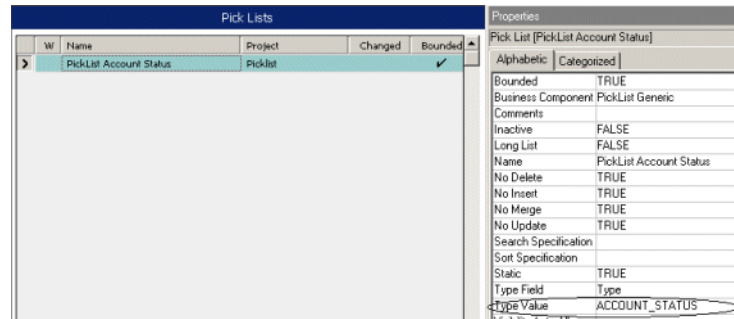 Pick Lists
W Name Project Changed Bounded
PickList Account Status Picklist
Properties
Pick List [PickList Account Status]
Alphabetic Categorized
Bounded TRUE
Business Component PickList Generic
Comments
Inactive FALSE
Long List FALSE
Name PickList Account Status
No Delete TRUE
No Insert TRUE
No Merge TRUE
No Update TRUE
Search Specification
Sort Specification
Static TRUE
Type Field Type
Type Value ACCOUNT_STATUS